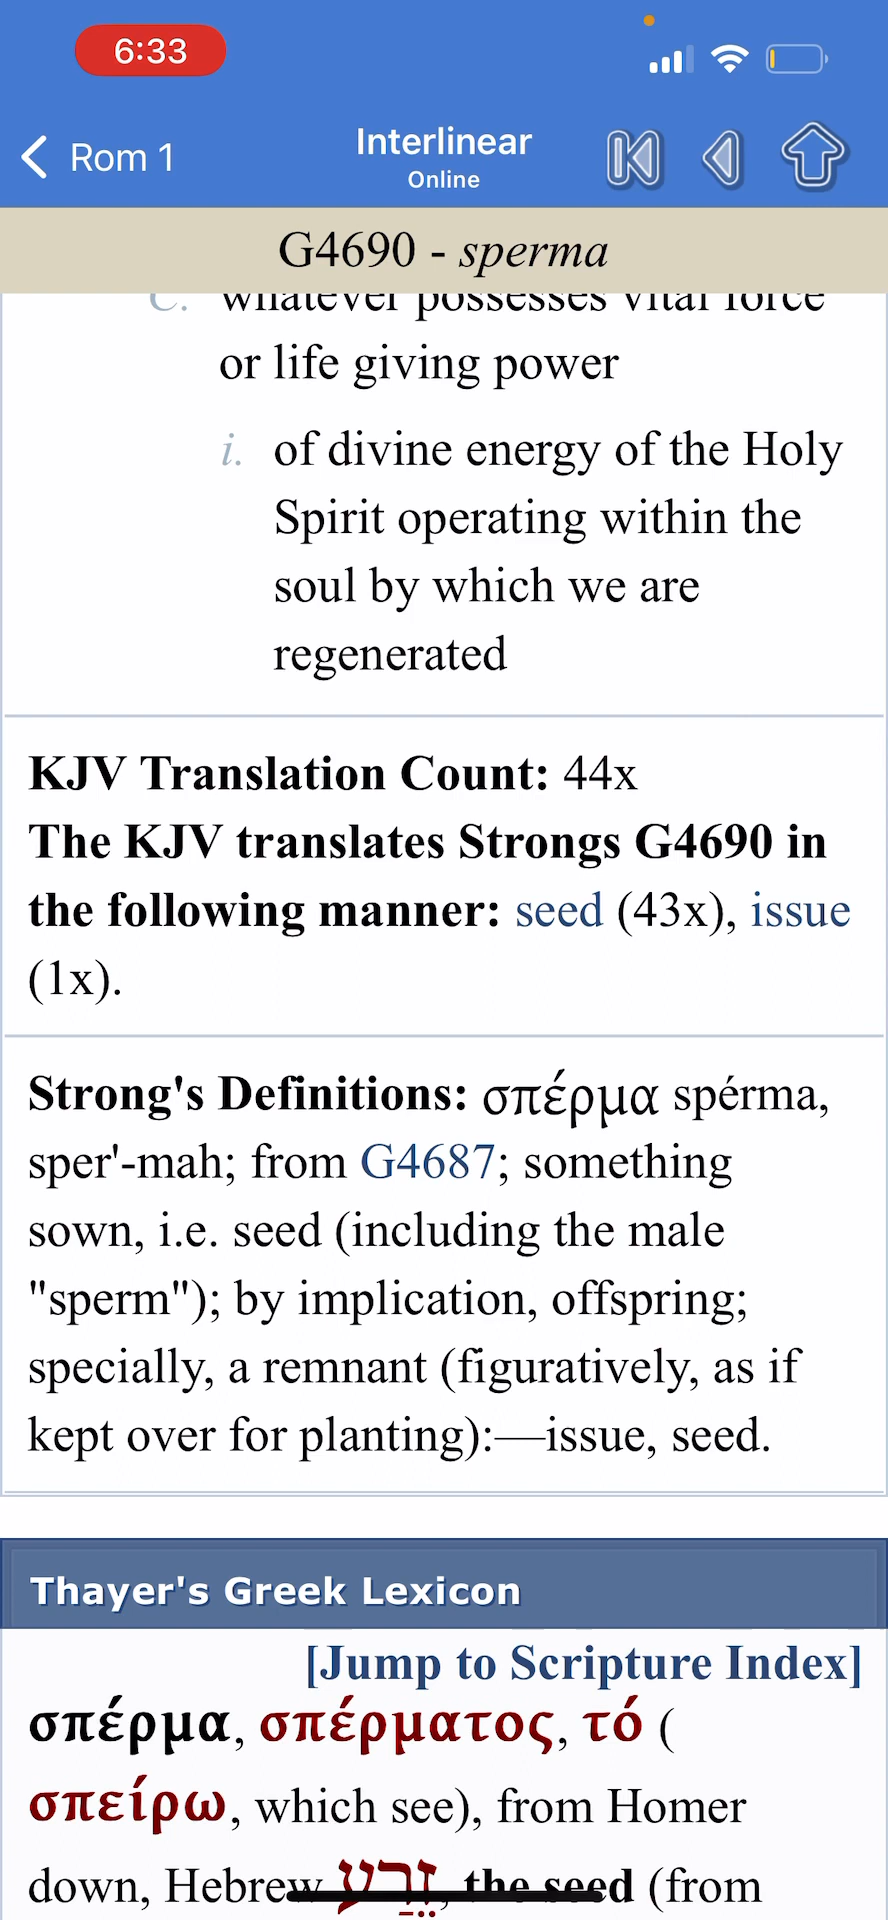 6:33
Rom 1
Interlinear
Online
G4690 - sperma
c. whatever possesses vital force
or life giving power
i. of divine energy of the Holy
Spirit operating within the
soul by which we are
regenerated
KJV Translation Count: 44x
The KJV translates Strongs G4690 in
the following manner: seed (43x), issue
(1x).
Strong's Definitions: σπέρμα spérma,
sper'-mah; from G4687; something
sown, i.e. seed (including the male
"sperm"); by implication, offspring;
specially, a remnant (figuratively, as if
kept over for planting):—issue, seed.
Thayer's Greek Lexicon
[Jump to Scripture Index]
σπέρμα, σπέρματος, τό (
σπείρω, which see), from Homer
down, Hebrew זֶרַע, the seed (from